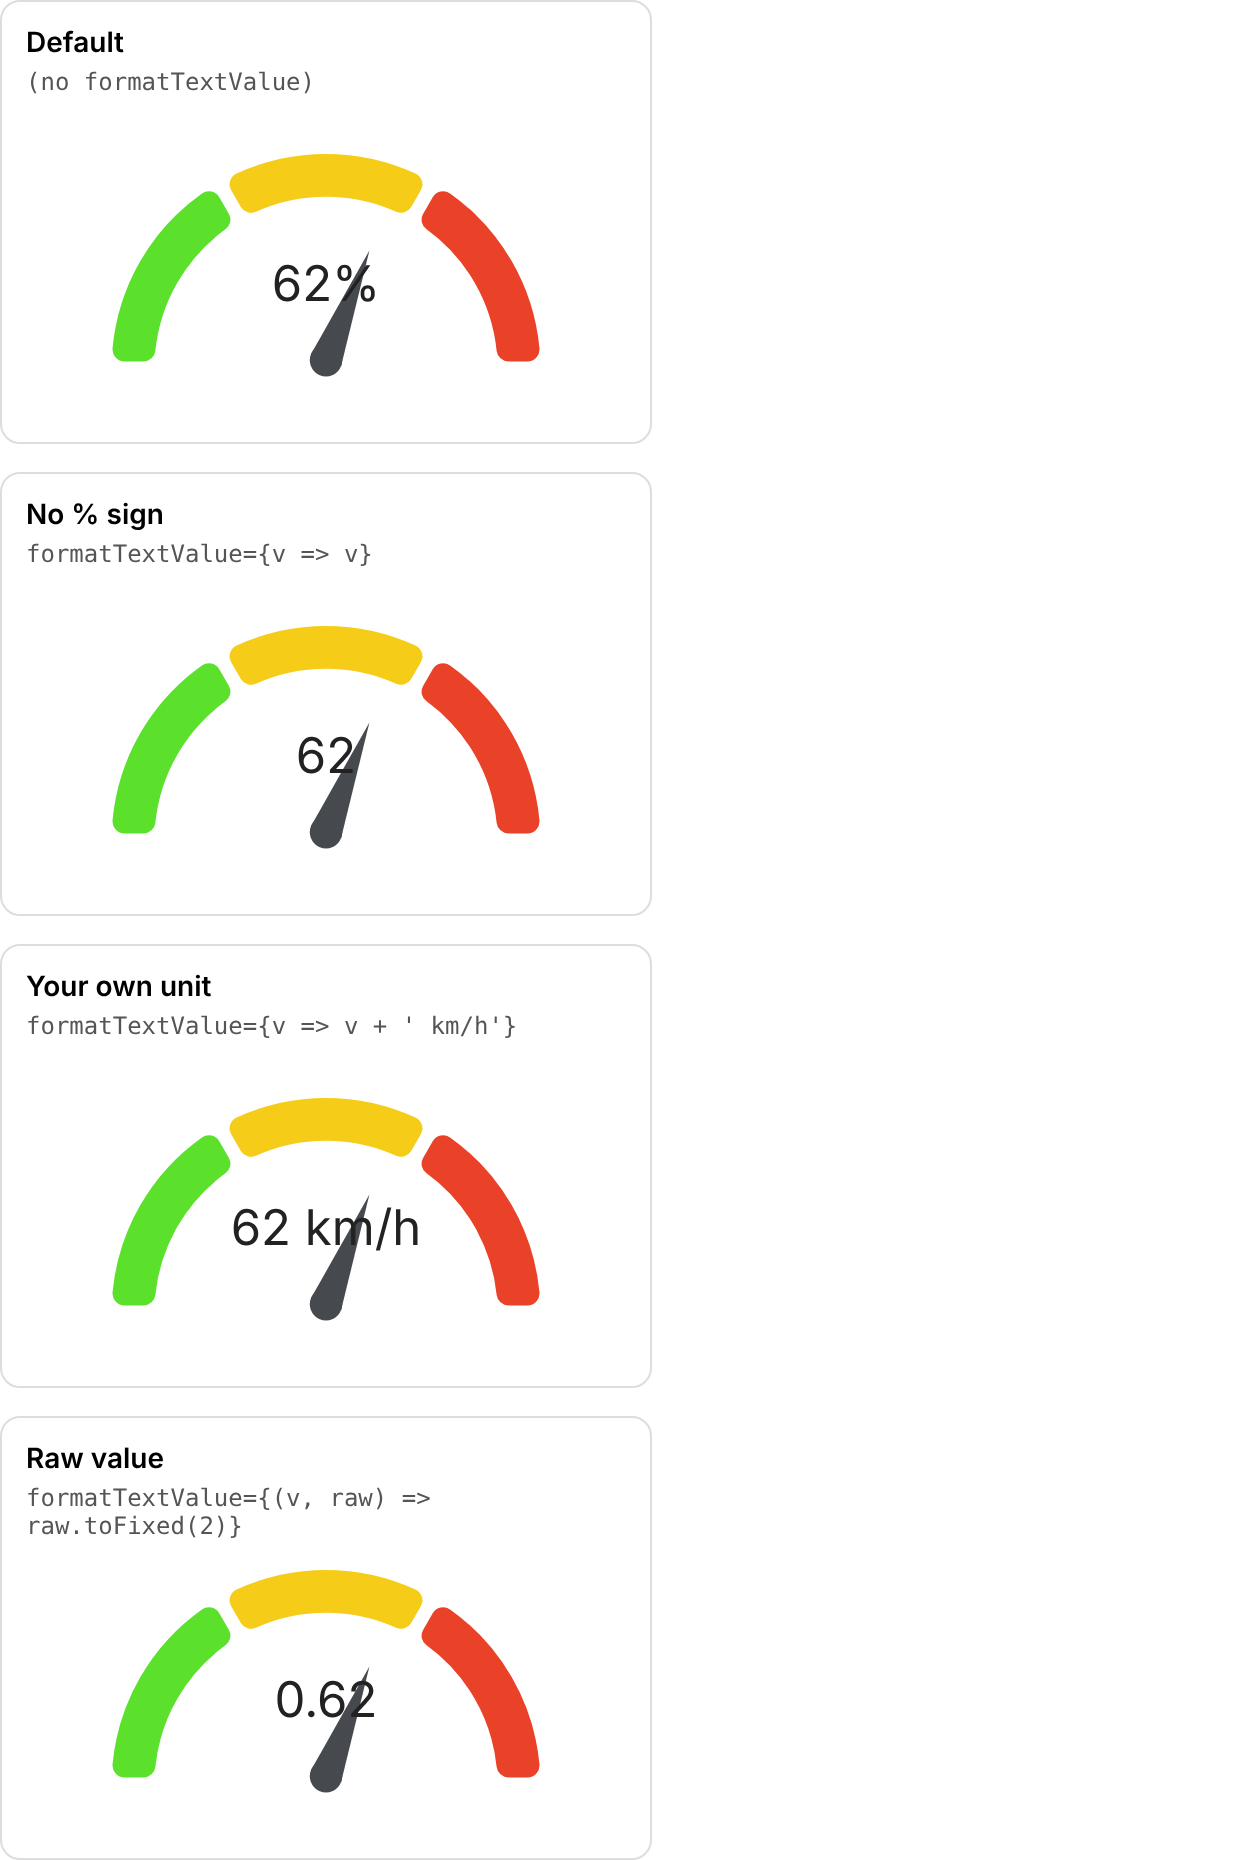 Default
(no formatTextValue)
62%
No % sign
formatTextValue={v => v}
62
Your own unit
formatTextValue={v => v + ' km/h'}
62 km/h
Raw value
formatTextValue={(v, raw) =>
raw.toFixed(2)}
0.62